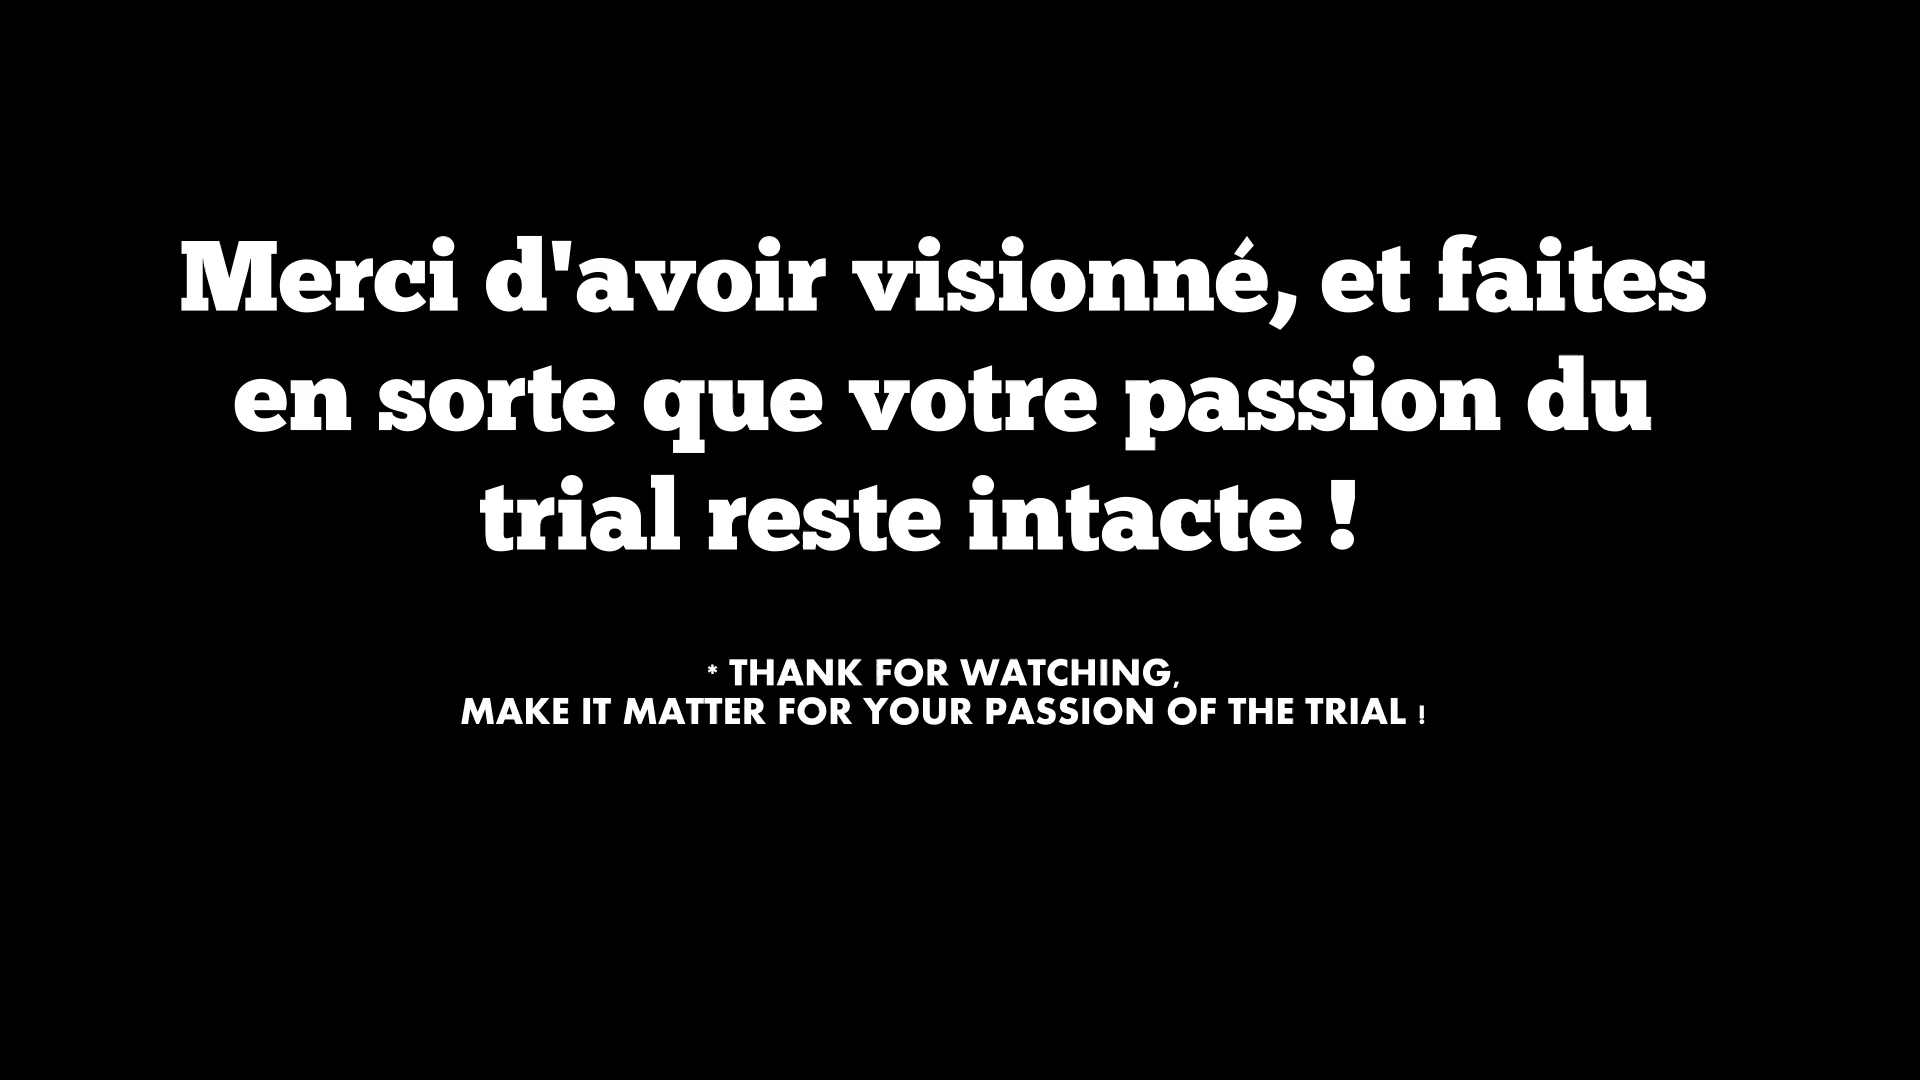 Merci d'avoir visionné, et faites
en sorte que votre passion du
trial reste intacte !
* THANK FOR WATCHING,
MAKE IT MATTER FOR YOUR PASSION OF THE TRIAL !